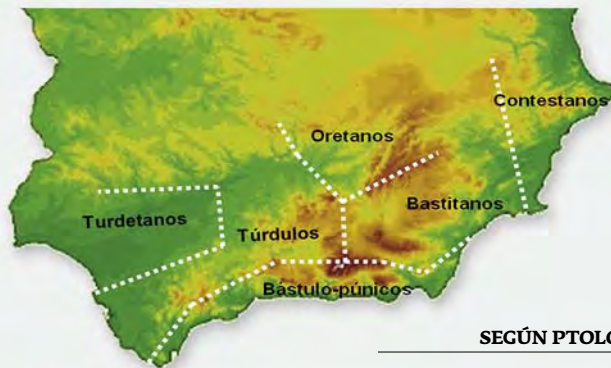 Contestanos
Oretanos
Bastitanos
Turdetanos
Túrdulos
Bástulo-púnicos
SEGÚN PTOLO